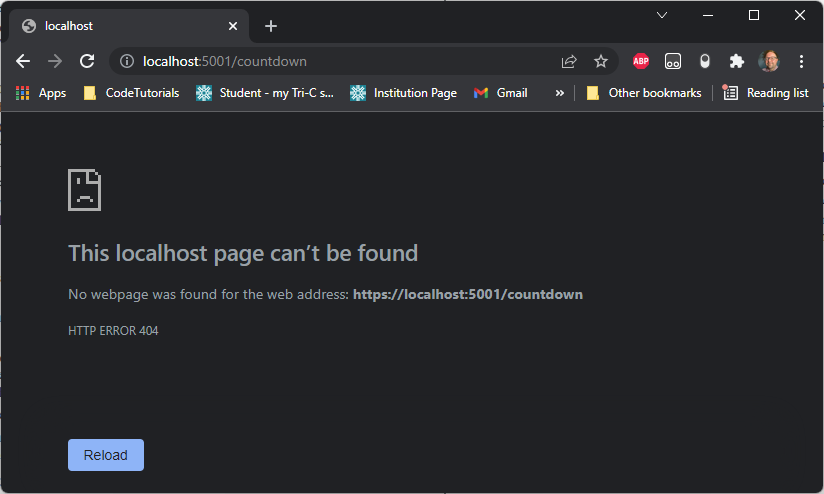 localhost
localhost:5001/countdown
ABP
Apps CodeTutorials Student - my Tri-C s... Institution Page Gmail » Other bookmarks Reading list
This localhost page can’t be found
No webpage was found for the web address: https://localhost:5001/countdown
HTTP ERROR 404
Reload